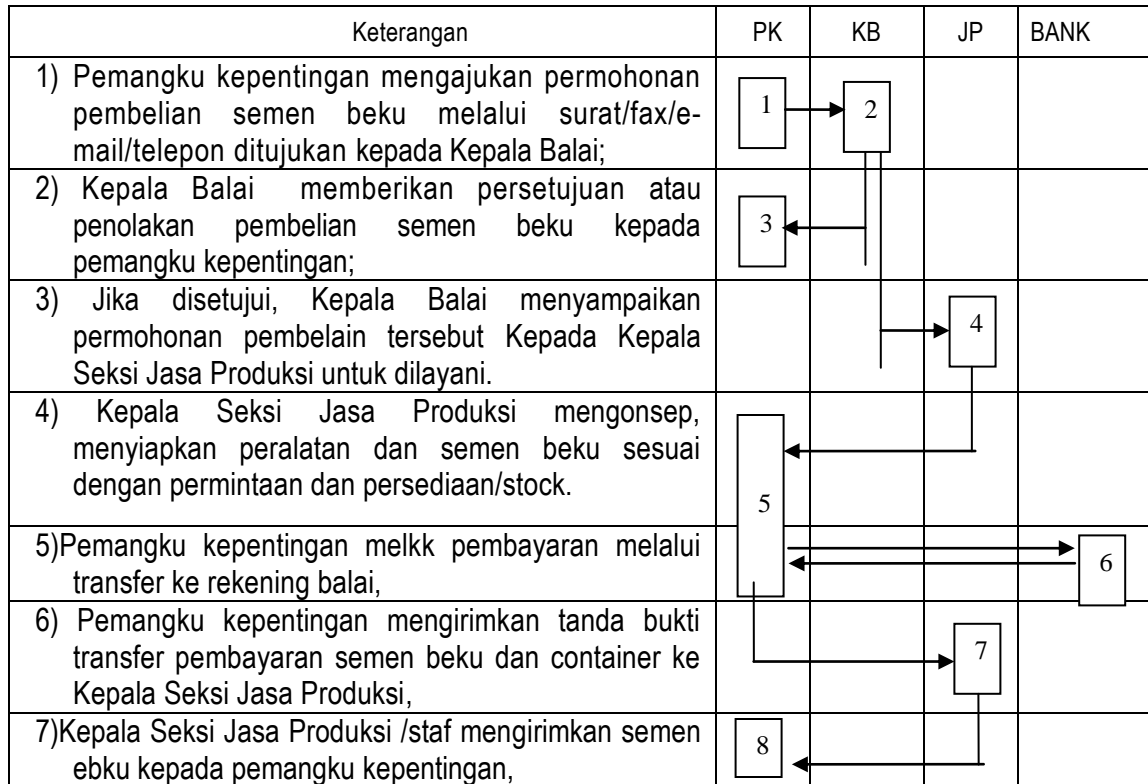 Keterangan PK KB JP BANK
1) Pemangku kepentingan mengajukan permohonan
pembelian semen beku melalui surat/fax/e-
mail/telepon ditujukan kepada Kepala Balai;
1 2
2) Kepala Balai memberikan persetujuan atau
penolakan pembelian semen beku kepada
pemangku kepentingan;
3
3) Jika disetujui, Kepala Balai menyampaikan
permohonan pembelain tersebut Kepada Kepala
Seksi Jasa Produksi untuk dilayani.
4
4) Kepala Seksi Jasa Produksi mengonsep,
menyiapkan peralatan dan semen beku sesuai
dengan permintaan dan persediaan/stock.
5
5)Pemangku kepentingan melkk pembayaran melalui
transfer ke rekening balai,
6
6) Pemangku kepentingan mengirimkan tanda bukti
transfer pembayaran semen beku dan container ke
Kepala Seksi Jasa Produksi,
7
7)Kepala Seksi Jasa Produksi /staf mengirimkan semen
ebku kepada pemangku kepentingan,
8